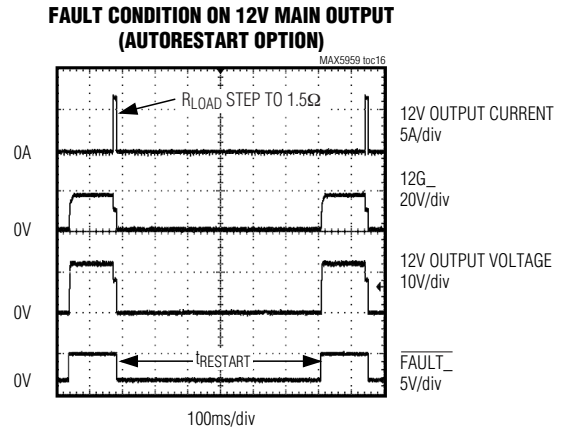 FAULT CONDITION ON 12V MAIN OUTPUT
(AUTORESTART OPTION)
MAX5959 toc16
RLOAD STEP TO 1.5Ω
12V OUTPUT CURRENT
5A/div
0A
12G_
20V/div
0V
12V OUTPUT VOLTAGE
10V/div
0V
tRESTART
FAULT_
5V/div
0V
100ms/div